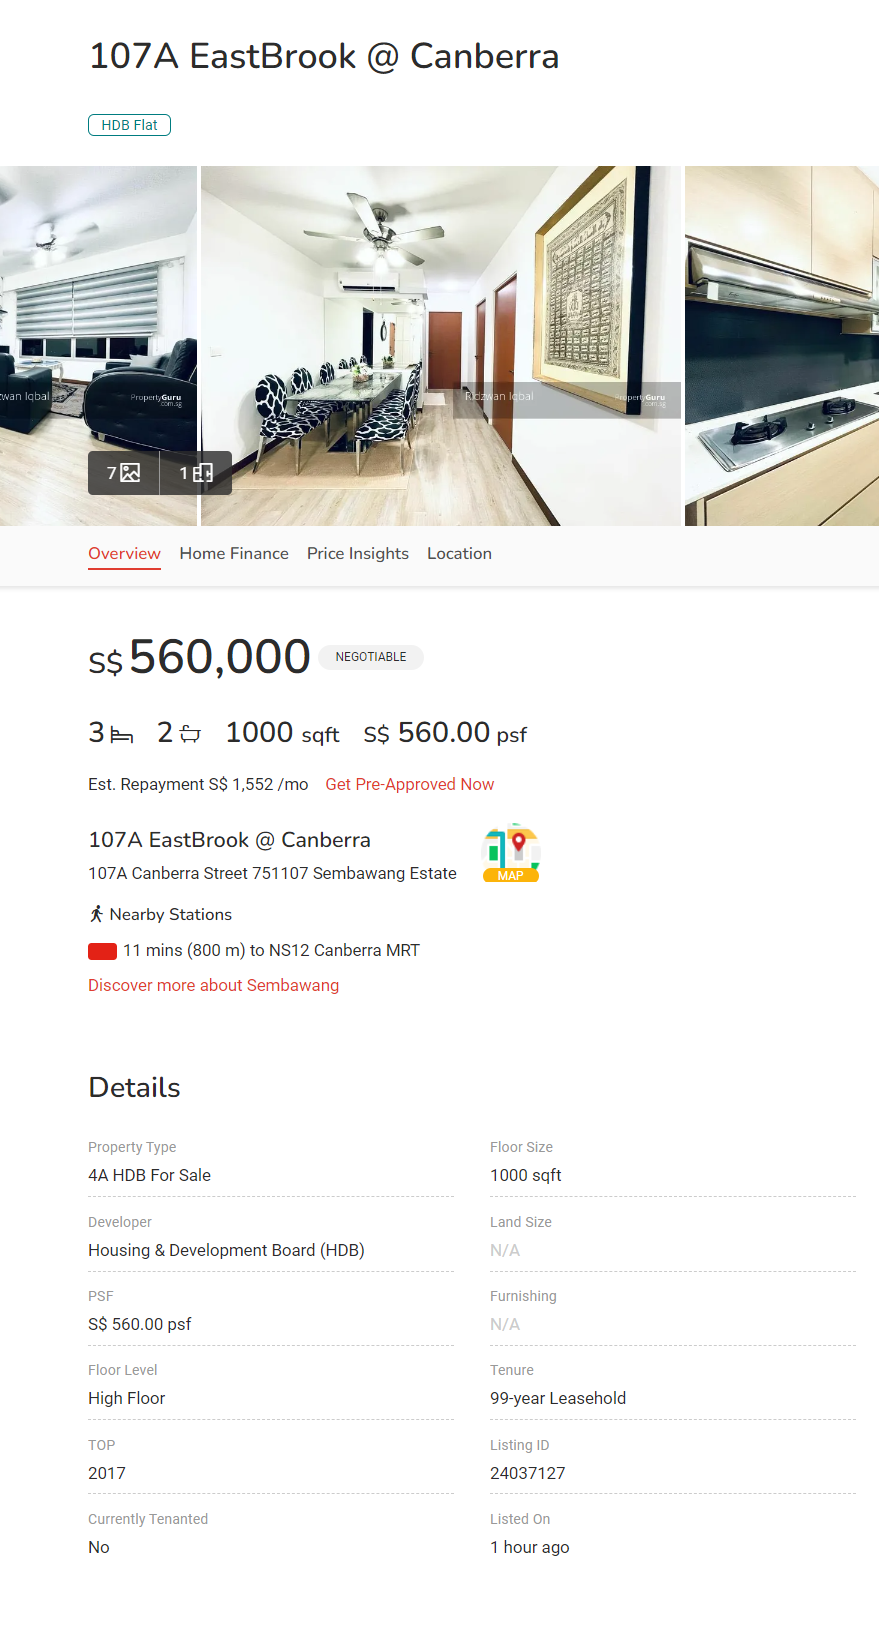 107A EastBrook @ Canberra
HDB Flat
Ridzwan Iqbal
PropertyGuru
com.sg
zwan Iqbal
PropertyGuru
com.sg
7
1
Overview Home Finance Price Insights Location
S$ 560,000 NEGOTIABLE
3 2 1000 sqft S$ 560.00 psf
Est. Repayment S$ 1,552 /mo Get Pre-Approved Now
107A EastBrook @ Canberra
107A Canberra Street 751107 Sembawang Estate
MAP
Nearby Stations
11 mins (800 m) to NS12 Canberra MRT
Discover more about Sembawang
Details
Property Type
4A HDB For Sale
Floor Size
1000 sqft
Developer
Housing & Development Board (HDB)
Land Size
N/A
PSF
S$ 560.00 psf
Furnishing
N/A
Floor Level
High Floor
Tenure
99-year Leasehold
TOP
2017
Listing ID
24037127
Currently Tenanted
No
Listed On
1 hour ago